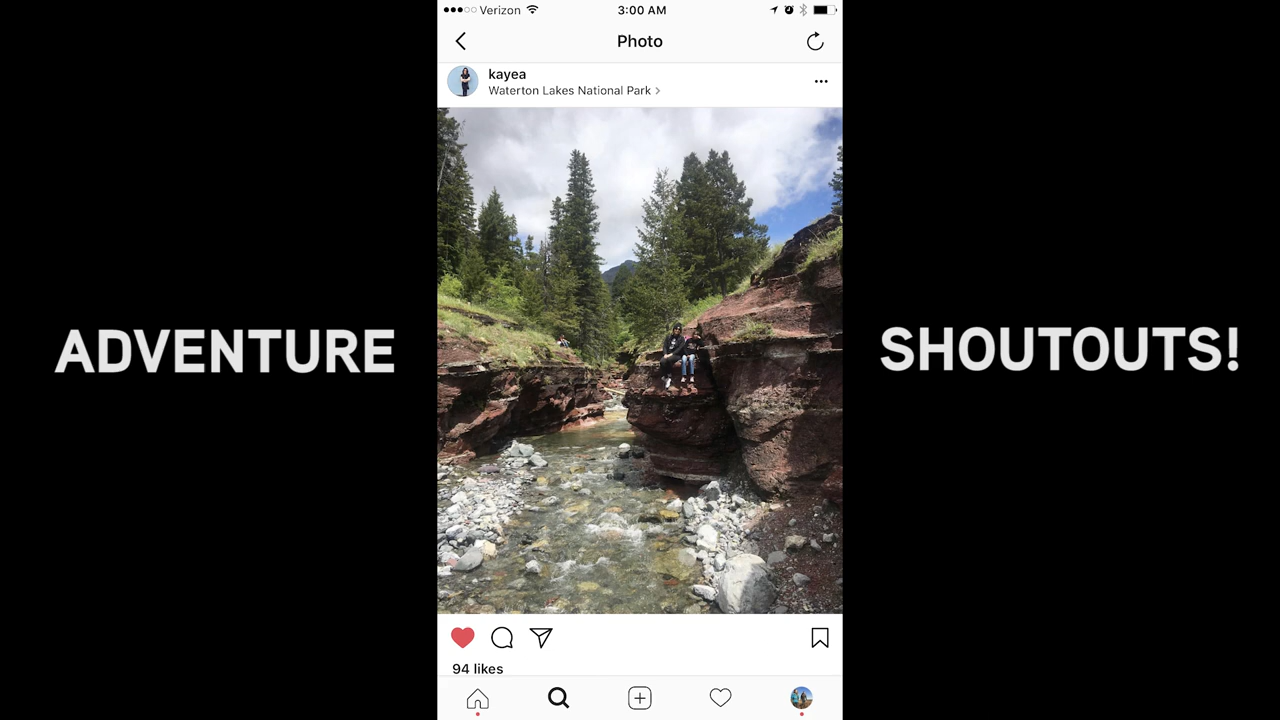 Verizon 3:00 AM
Photo
kayea
Waterton Lakes National Park >
ADVENTURE
SHOUTOUTS!
94 likes